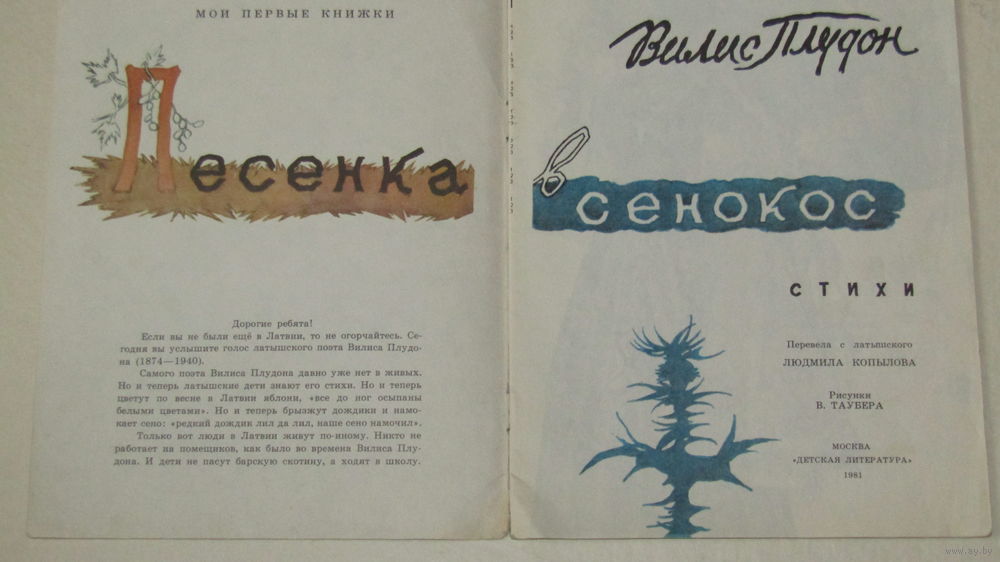 МОИ ПЕРВЫЕ КНИЖКИ
Песенка
Дорогие ребята!
Если вы не были ещё в Латвии, то не огорчайтесь. Се-
годня вы услышите голос латышского поэта Вилиса Плудо-
на (1874—1940).
Самого поэта Вилиса Плудона давно уже нет в живых.
Но и теперь латышские дети знают его стихи. Но и теперь
цветут по весне а Латвии яблони, «все до ног осыпаны
белыми цветами». Но и теперь брызжут дождики и намо-
кает сено: «редкий дождик лил да лил, наше сено намочил».
Только вот люди в Латвии живут по-иному. Никто не
работает на помещиков, как было во времена Вилиса Плу-
дона. И дети не пасут барскую скотину, а ходят в школу.
Вилис Плудон
в
сенокос
СТИХИ
Перевела с латышского
ЛЮДМИЛА КОПЫЛОВА
Рисунки
В. ТАУБЕРА
МОСКВА
«ДЕТСКАЯ ЛИТЕРАТУРА»
1981
www.ay.by